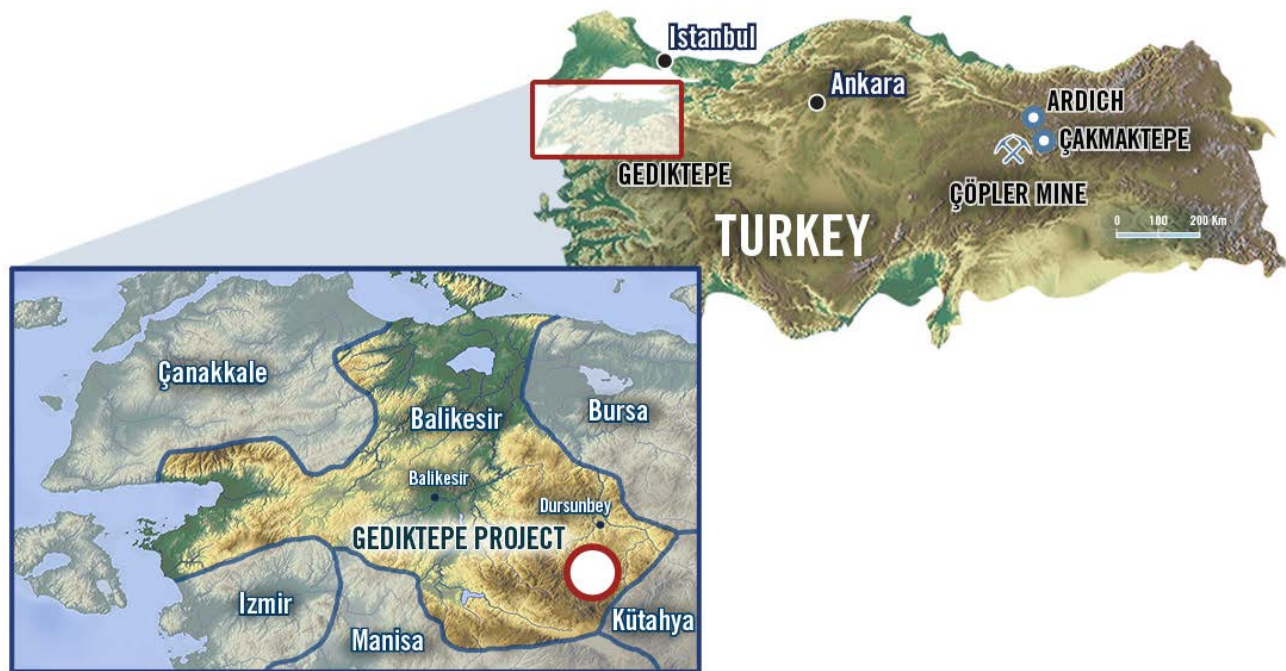 Istanbul
Ankara
ARDICH
ÇAKMAKTEPE
GEDIKTEPE
ÇÖPLER MINE
TURKEY
0 100 200 Km
Çanakkale
Balikesir
Bursa
Balikesir
Dursunbey
GEDIKTEPE PROJECT
Izmir
Manisa
Kütahya